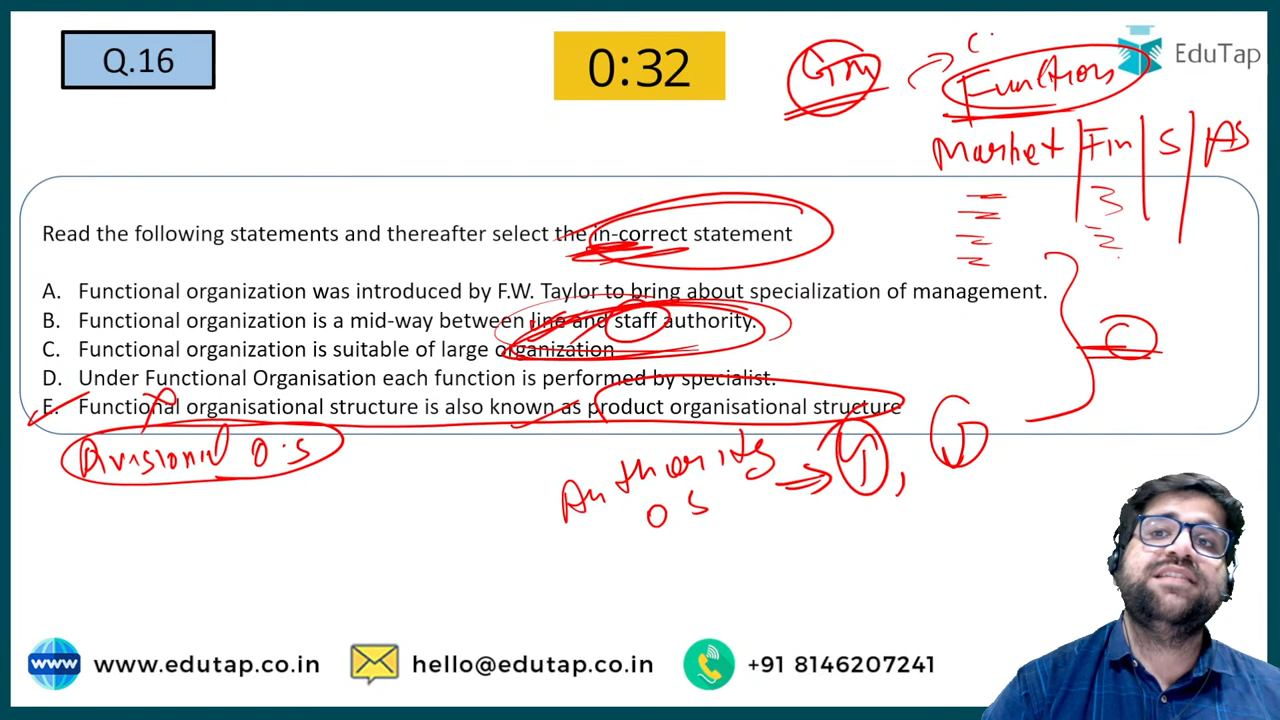 Q.16
0:32
EduTap
Function
Market Fin S AS
Read the following statements and thereafter select the in-correct statement
A. Functional organization was introduced by F.W. Taylor to bring about specialization of management.
B. Functional organization is a mid-way between line and staff authority.
C. Functional organization is suitable of large organization
D. Under Functional Organisation each function is performed by specialist.
E. Functional organisational structure is also known as product organisational structure
Divisional O.S
Authority
O S
www.edutap.co.in
hello@edutap.co.in
+91 8146207241